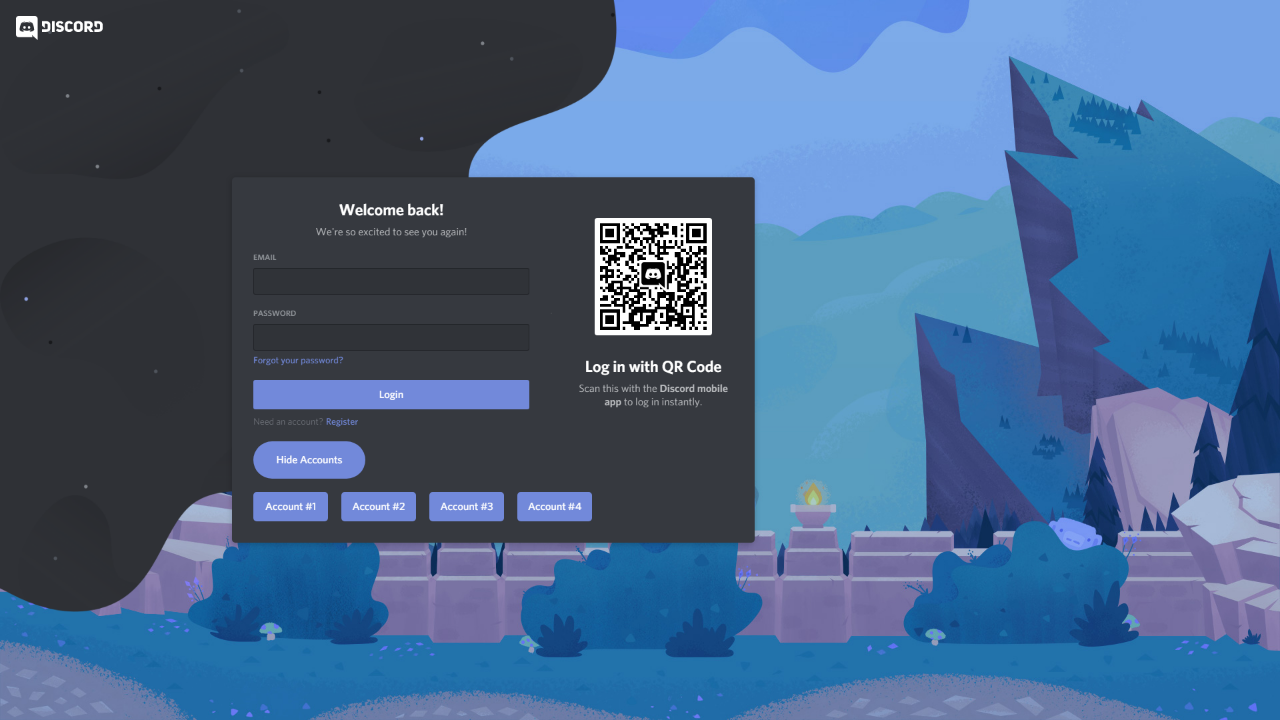 DISCORD
Welcome back!
We're so excited to see you again!
EMAIL
PASSWORD
Forgot your password?
Login
Need an account? Register
Hide Accounts
Account #1
Account #2
Account #3
Account #4
Log in with QR Code
Scan this with the Discord mobile
app to log in instantly.